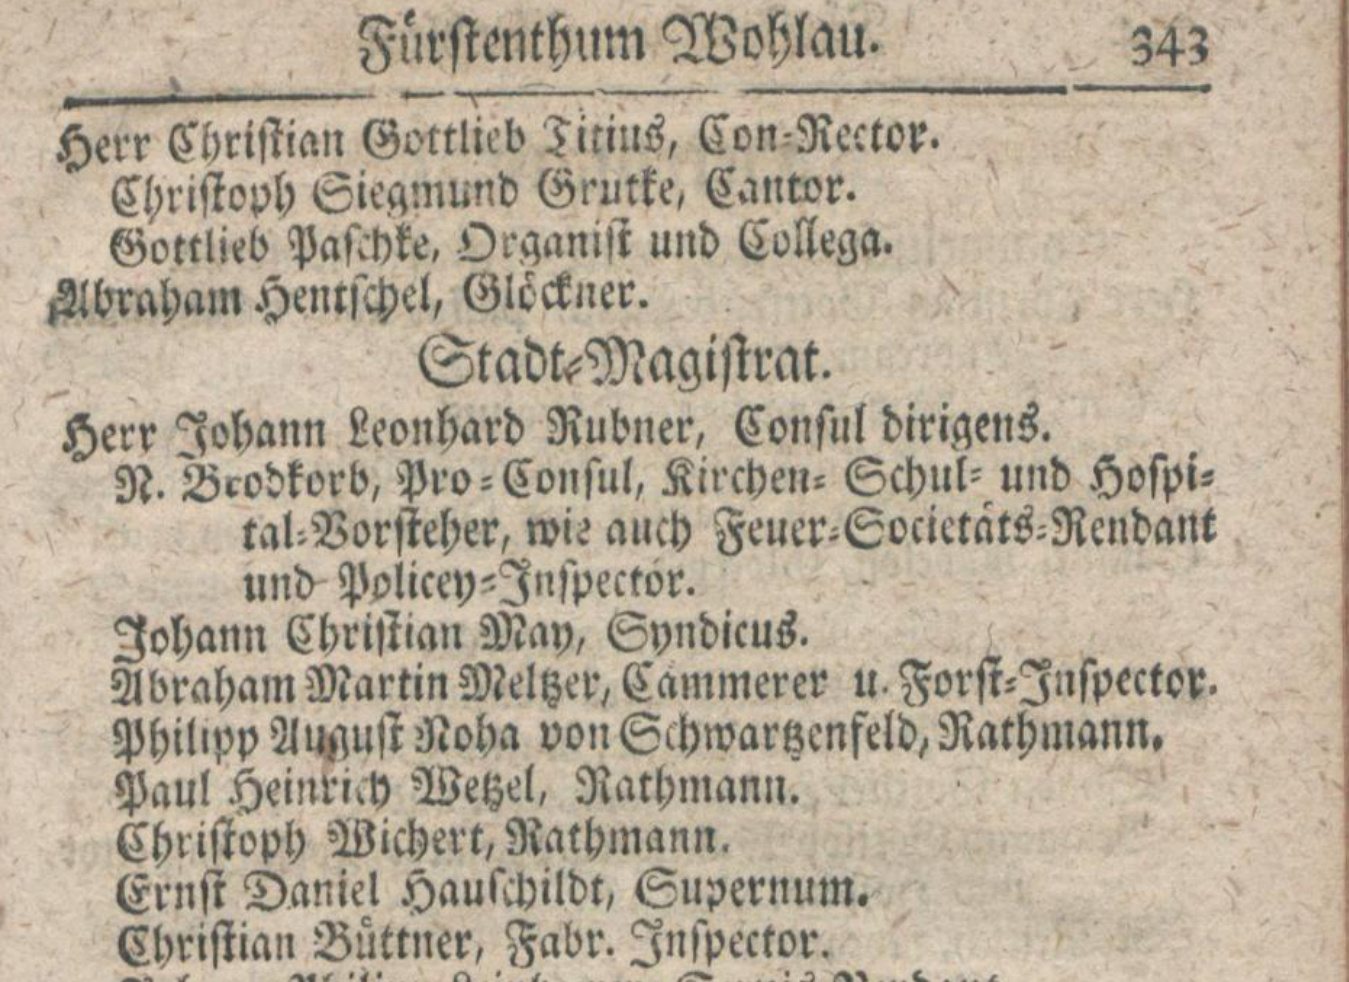 Fürstenthum Wohlau. 343
Herr Christian Gottlieb Titius, Con-Rector.
Christoph Siegmund Grutke, Cantor.
Gottlieb Paschke, Organist und Collega.
Abraham Hentschel, Glöckner.
Stadt-Magistrat.
Herr Johann Leonhard Rubner, Consul dirigens.
N. Brodkorb, Pro-Consul, Kirchen- Schul- und Hospi-
tal-Vorsteher, wie auch Feuer-Societäts-Rendant
und Policey-Inspector.
Johann Christian May, Syndicus.
Abraham Martin Meltzer, Cämmerer u. Forst-Inspector.
Philipp August Noha von Schwartzenfeld, Rathmann.
Paul Heinrich Wetzel, Rathmann.
Christoph Wichert, Rathmann.
Ernst Daniel Hauschildt, Supernum.
Christian Büttner, Fabr. Inspector.